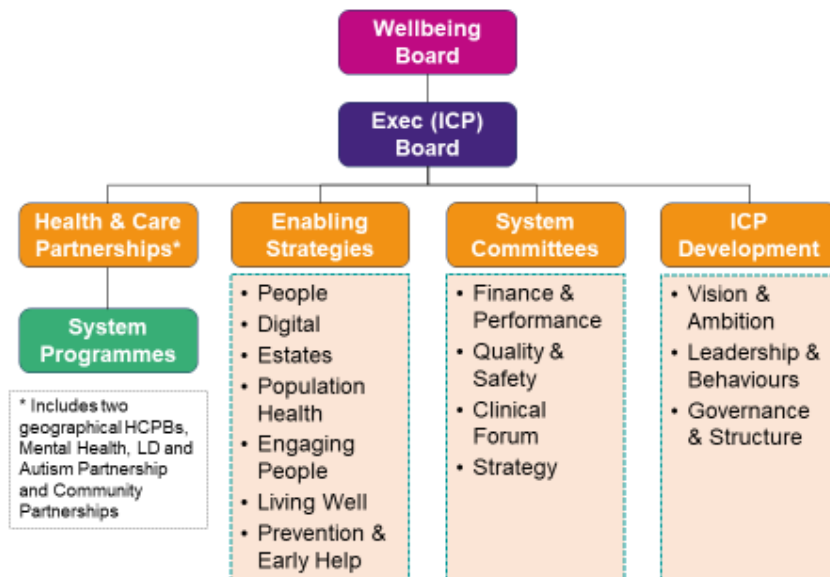 Wellbeing
Board
Exec (ICP)
Board
Health & Care
Partnerships*
System
Programmes
* Includes two
geographical HCPBs,
Mental Health, LD and
Autism Partnership
and Community
Partnerships
Enabling
Strategies
• People
• Digital
• Estates
• Population
Health
• Engaging
People
• Living Well
• Prevention &
Early Help
System
Committees
• Finance &
Performance
• Quality &
Safety
• Clinical
Forum
• Strategy
ICP
Development
• Vision &
Ambition
• Leadership &
Behaviours
• Governance
& Structure